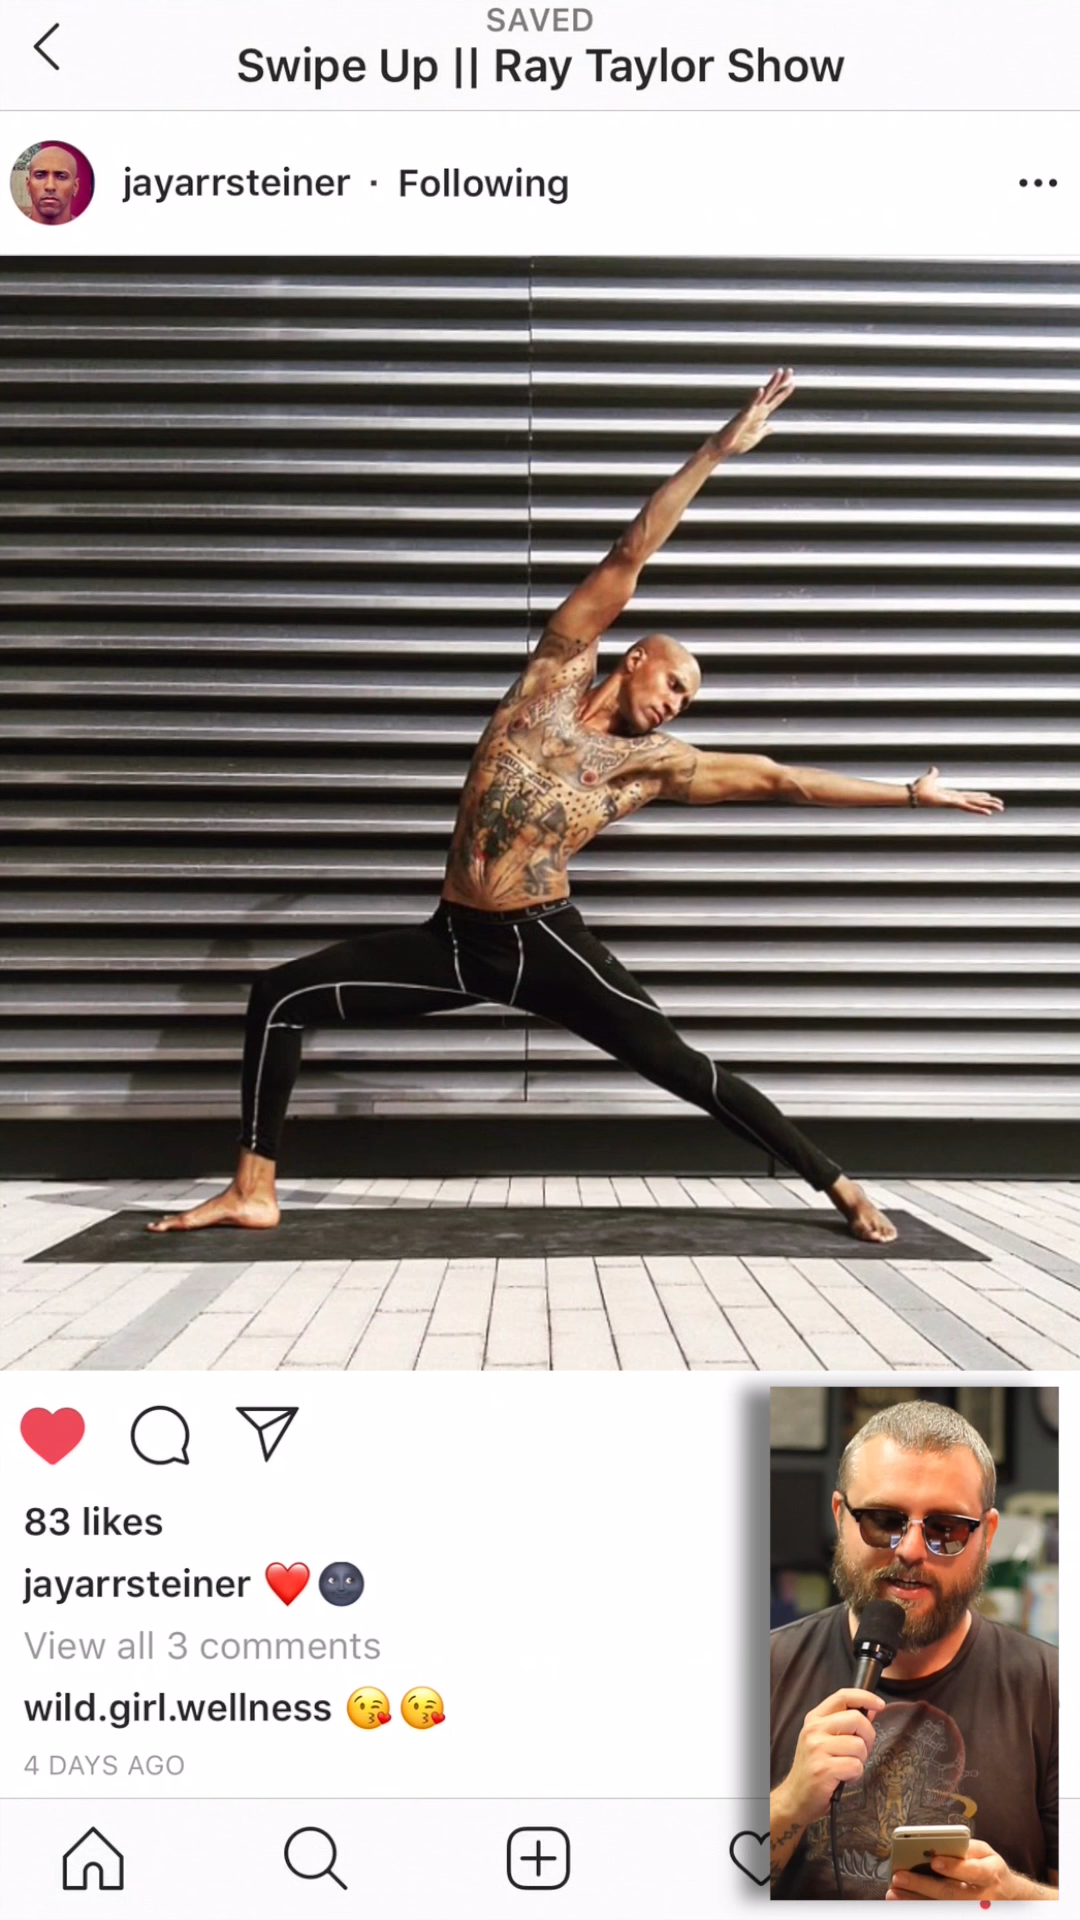 SAVED
Swipe Up || Ray Taylor Show
jayarrsteiner · Following
83 likes
jayarrsteiner ❤️🌚
View all 3 comments
wild.girl.wellness 😘😘
4 DAYS AGO